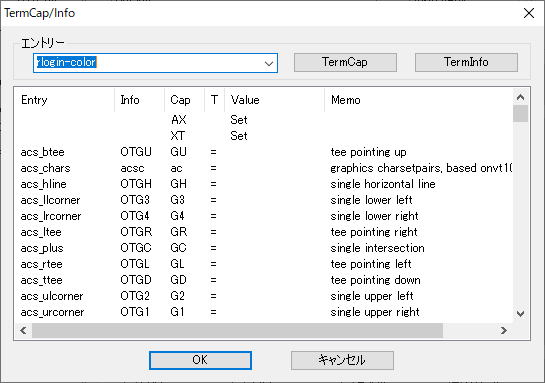 TermCap/Info
エントリー
rlogin-color
TermCap
TermInfo
Entry Info Cap T Value Memo
AX Set
XT Set
acs_btee OTGU GU = tee pointing up
acs_chars acsc ac = graphics charsetpairs, based onvt10
acs_hline OTGH GH = single horizontal line
acs_llcorner OTG3 G3 = single lower left
acs_lrcorner OTG4 G4 = single lower right
acs_ltee OTGR GR = tee pointing right
acs_plus OTGC GC = single intersection
acs_rtee OTGL GL = tee pointing left
acs_ttee OTGD GD = tee pointing down
acs_ulcorner OTG2 G2 = single upper left
acs_urcorner OTG1 G1 = single upper right
OK
キャンセル